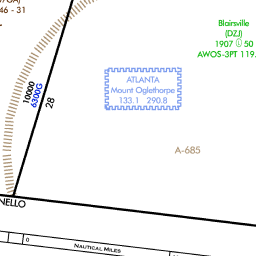 46 - 31
Blairsville
(DZJ)
1907 50
AWOS-3PT 119.
ATLANTA
Mount Oglethorpe
133.1 290.8
10000
6300G
28
A-685
NELLO
0
NAUTICAL MILES